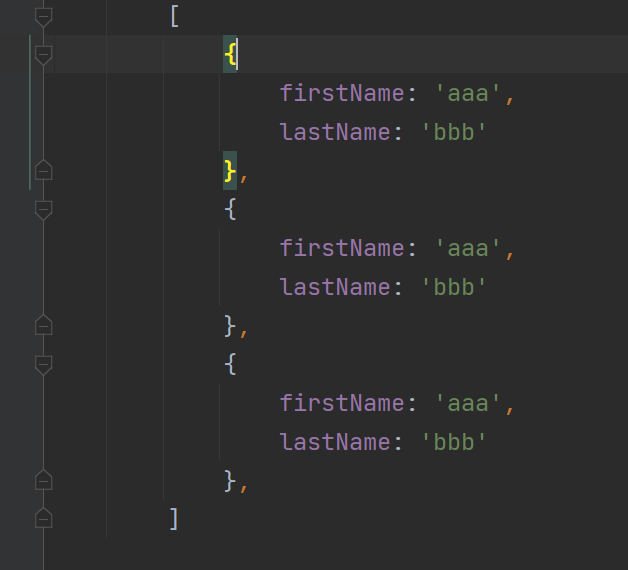 [
{
firstName: 'aaa',
lastName: 'bbb'
},
{
firstName: 'aaa',
lastName: 'bbb'
},
{
firstName: 'aaa',
lastName: 'bbb'
},
]